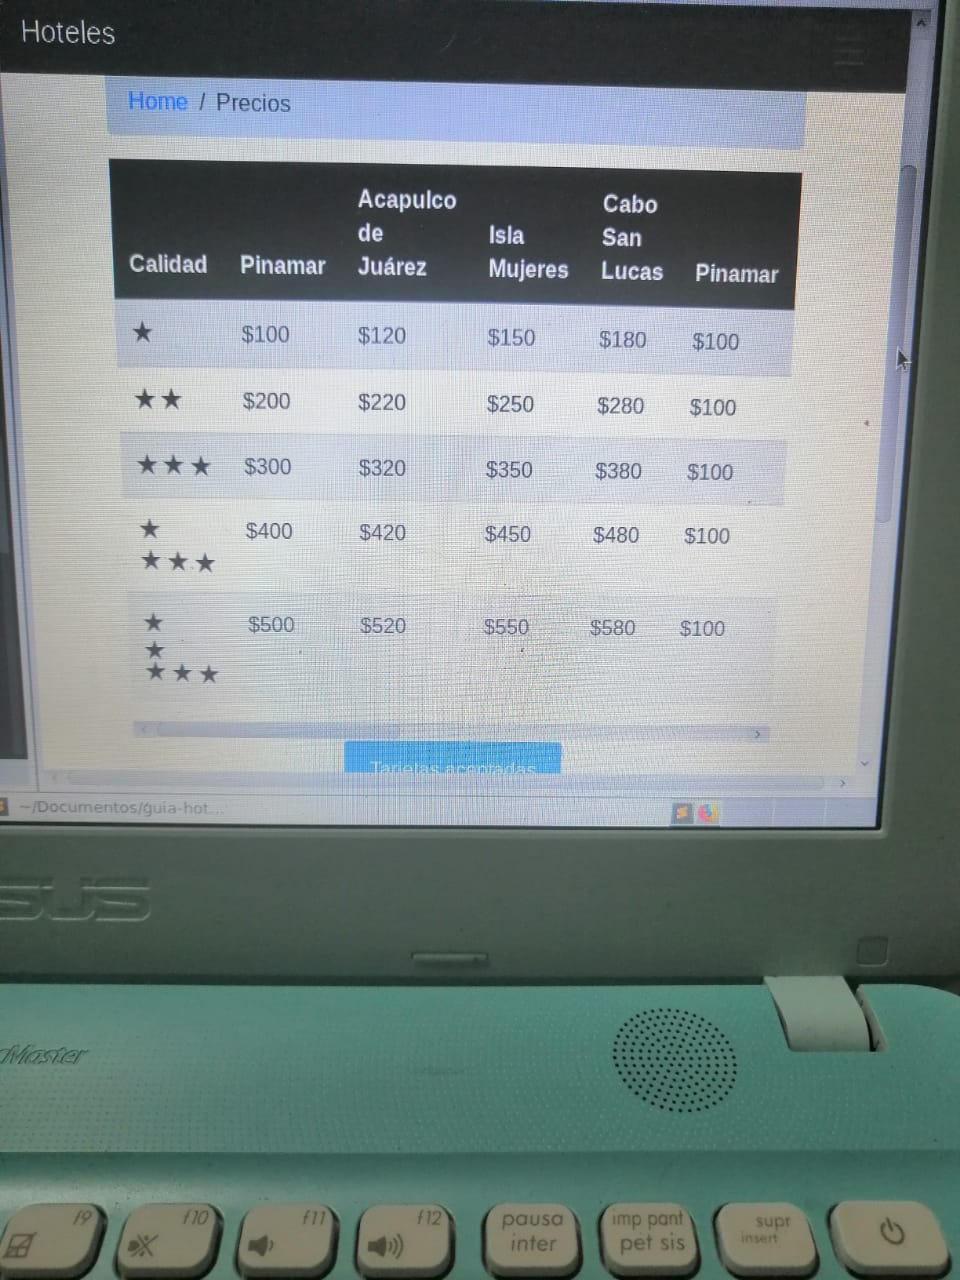 Hoteles
Home / Precios
Calidad Pinamar Acapulco de Juárez Isla Mujeres Cabo San Lucas Pinamar
★ $100 $120 $150 $180 $100
★★ $200 $220 $250 $280 $100
★★★ $300 $320 $350 $380 $100
★ $400 $420 $450 $480 $100
★★★
★ $500 $520 $550 $580 $100
★
★★★
Tarjetas aceptadas
~/Documentos/guia-hot...
SUS
Master
f9 f10 f11 f12 pausa inter imp pant pet sis supr insert